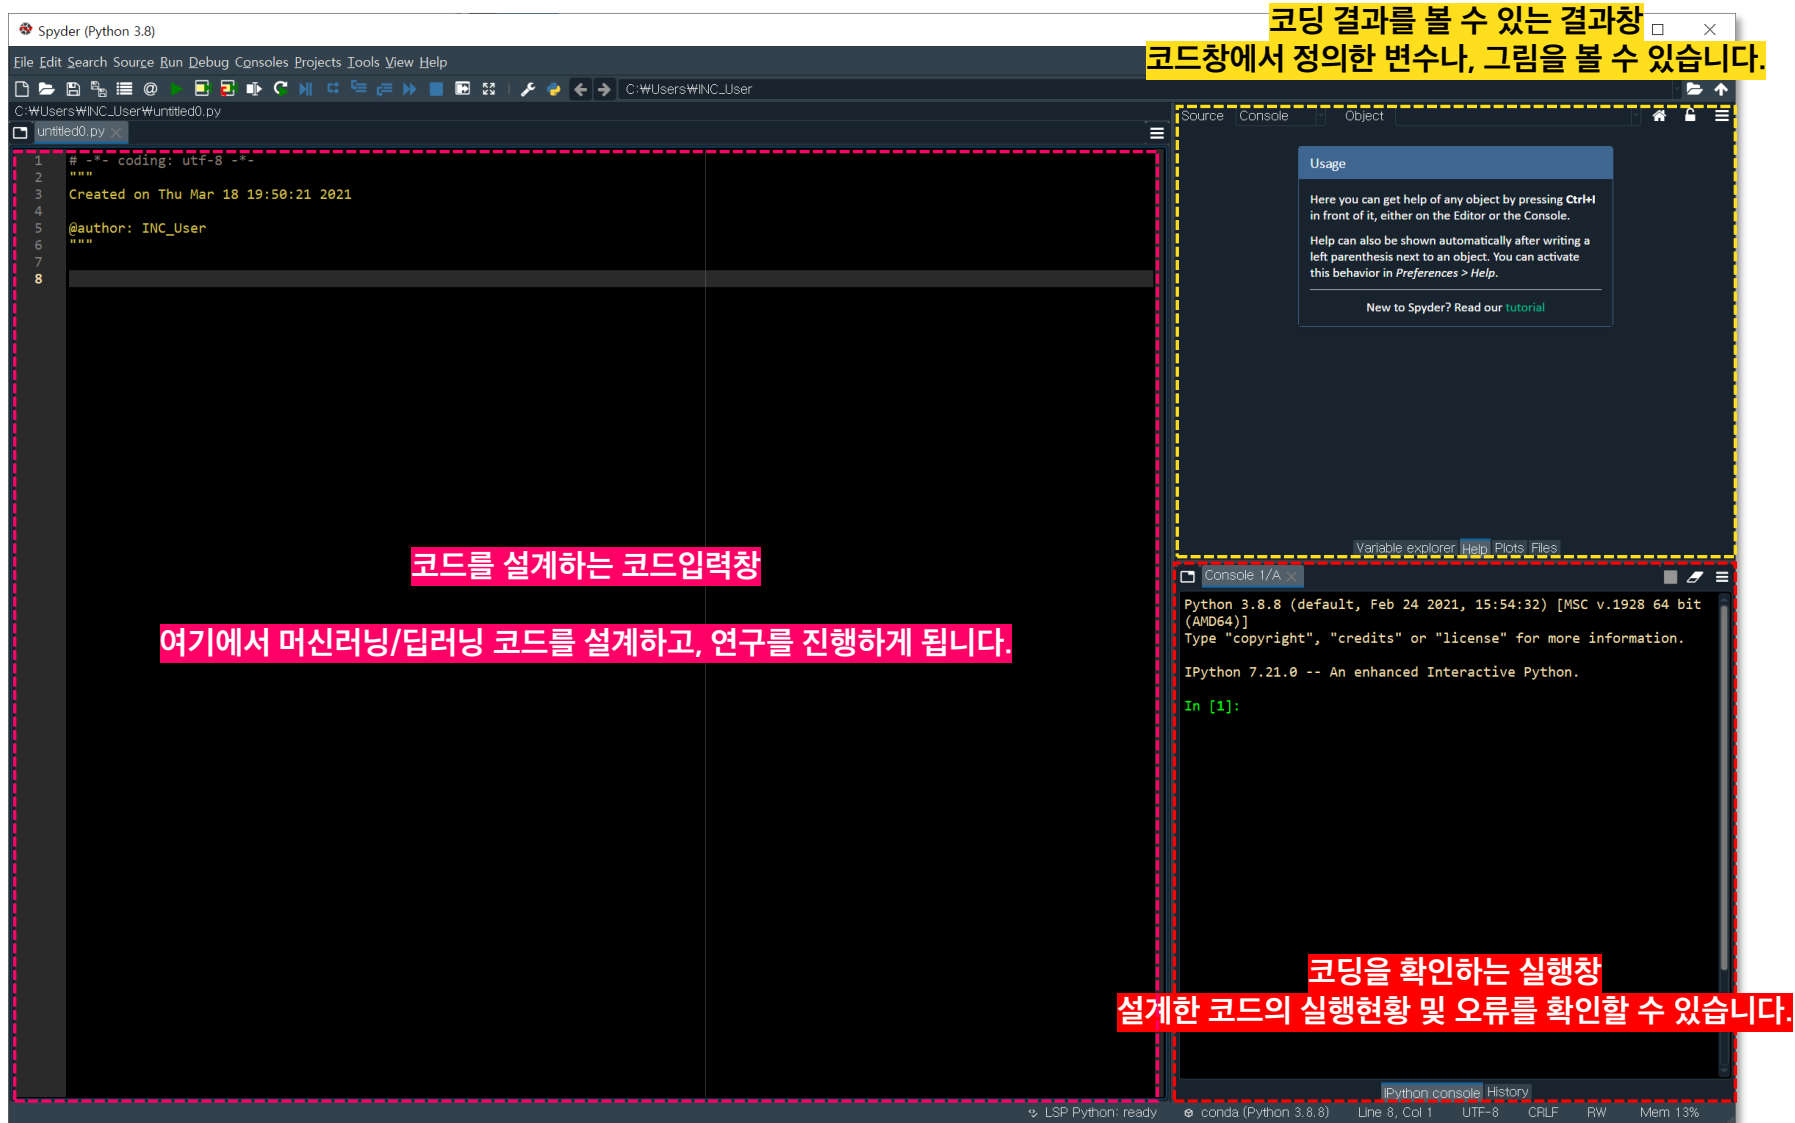 Spyder (Python 3.8)
코딩 결과를 볼 수 있는 결과창
코드창에서 정의한 변수나, 그림을 볼 수 있습니다.
File Edit Search Source Run Debug Consoles Projects Tools View Help
C:₩Users₩INC_User
C:₩Users₩INC_User₩untitled0.py
untitled0.py
1 # -*- coding: utf-8 -*-
2 """
3 Created on Thu Mar 18 19:50:21 2021
4
5 @author: INC_User
6 """
7
8
코드를 설계하는 코드입력창
여기에서 머신러닝/딥러닝 코드를 설계하고, 연구를 진행하게 됩니다.
Source Console Object
Usage
Here you can get help of any object by pressing Ctrl+I
in front of it, either on the Editor or the Console.
Help can also be shown automatically after writing a
left parenthesis next to an object. You can activate
this behavior in Preferences > Help.
New to Spyder? Read our tutorial
Variable explorer Help Plots Files
Console 1/A
Python 3.8.8 (default, Feb 24 2021, 15:54:32) [MSC v.1928 64 bit
(AMD64)]
Type "copyright", "credits" or "license" for more information.
IPython 7.21.0 -- An enhanced Interactive Python.
In [1]:
코딩을 확인하는 실행창
설계한 코드의 실행현황 및 오류를 확인할 수 있습니다.
IPython console History
LSP Python: ready conda (Python 3.8.8) Line 8, Col 1 UTF-8 CRLF RW Mem 13%